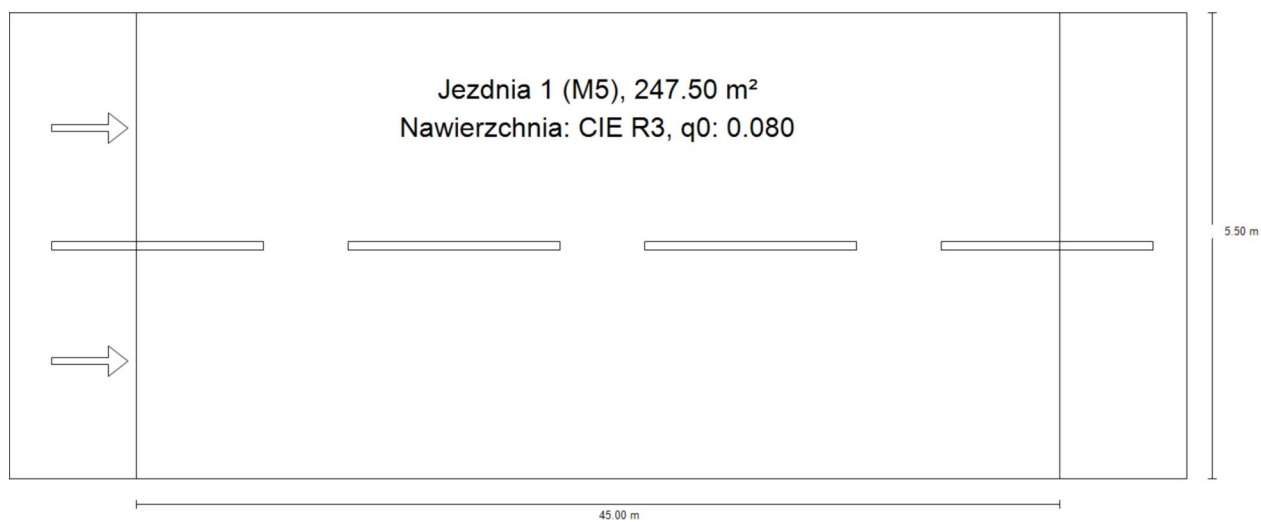 Jezdnia 1 (M5), 247.50 m²
Nawierzchnia: CIE R3, q0: 0.080
5.50 m
45.00 m